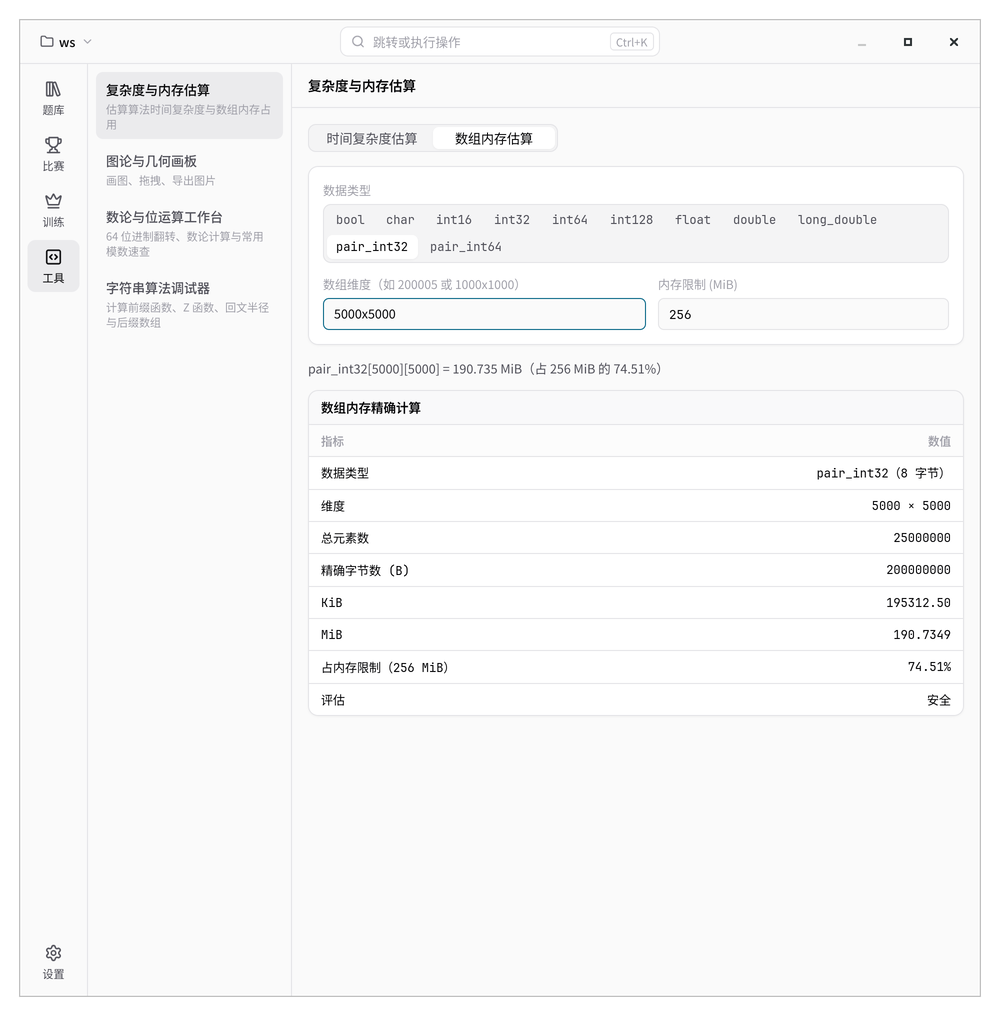 ws
跳转或执行操作
Ctrl+K
题库
比赛
训练
工具
设置
复杂度与内存估算
估算算法时间复杂度与数组内存占
用
图论与几何画板
画图、拖拽、导出图片
数论与位运算工作台
64 位进制翻转、数论计算与常用
模数速查
字符串算法调试器
计算前缀函数、Z 函数、回文半径
与后缀数组
复杂度与内存估算
时间复杂度估算 数组内存估算
数据类型
bool char int16 int32 int64 int128 float double long_double
pair_int32 pair_int64
数组维度（如 200005 或 1000x1000） 内存限制 (MiB)
5000x5000 256
pair_int32[5000][5000] = 190.735 MiB（占 256 MiB 的 74.51%）
数组内存精确计算
指标 数值
数据类型 pair_int32（8 字节）
维度 5000 × 5000
总元素数 25000000
精确字节数 (B) 200000000
KiB 195312.50
MiB 190.7349
占内存限制（256 MiB） 74.51%
评估 安全